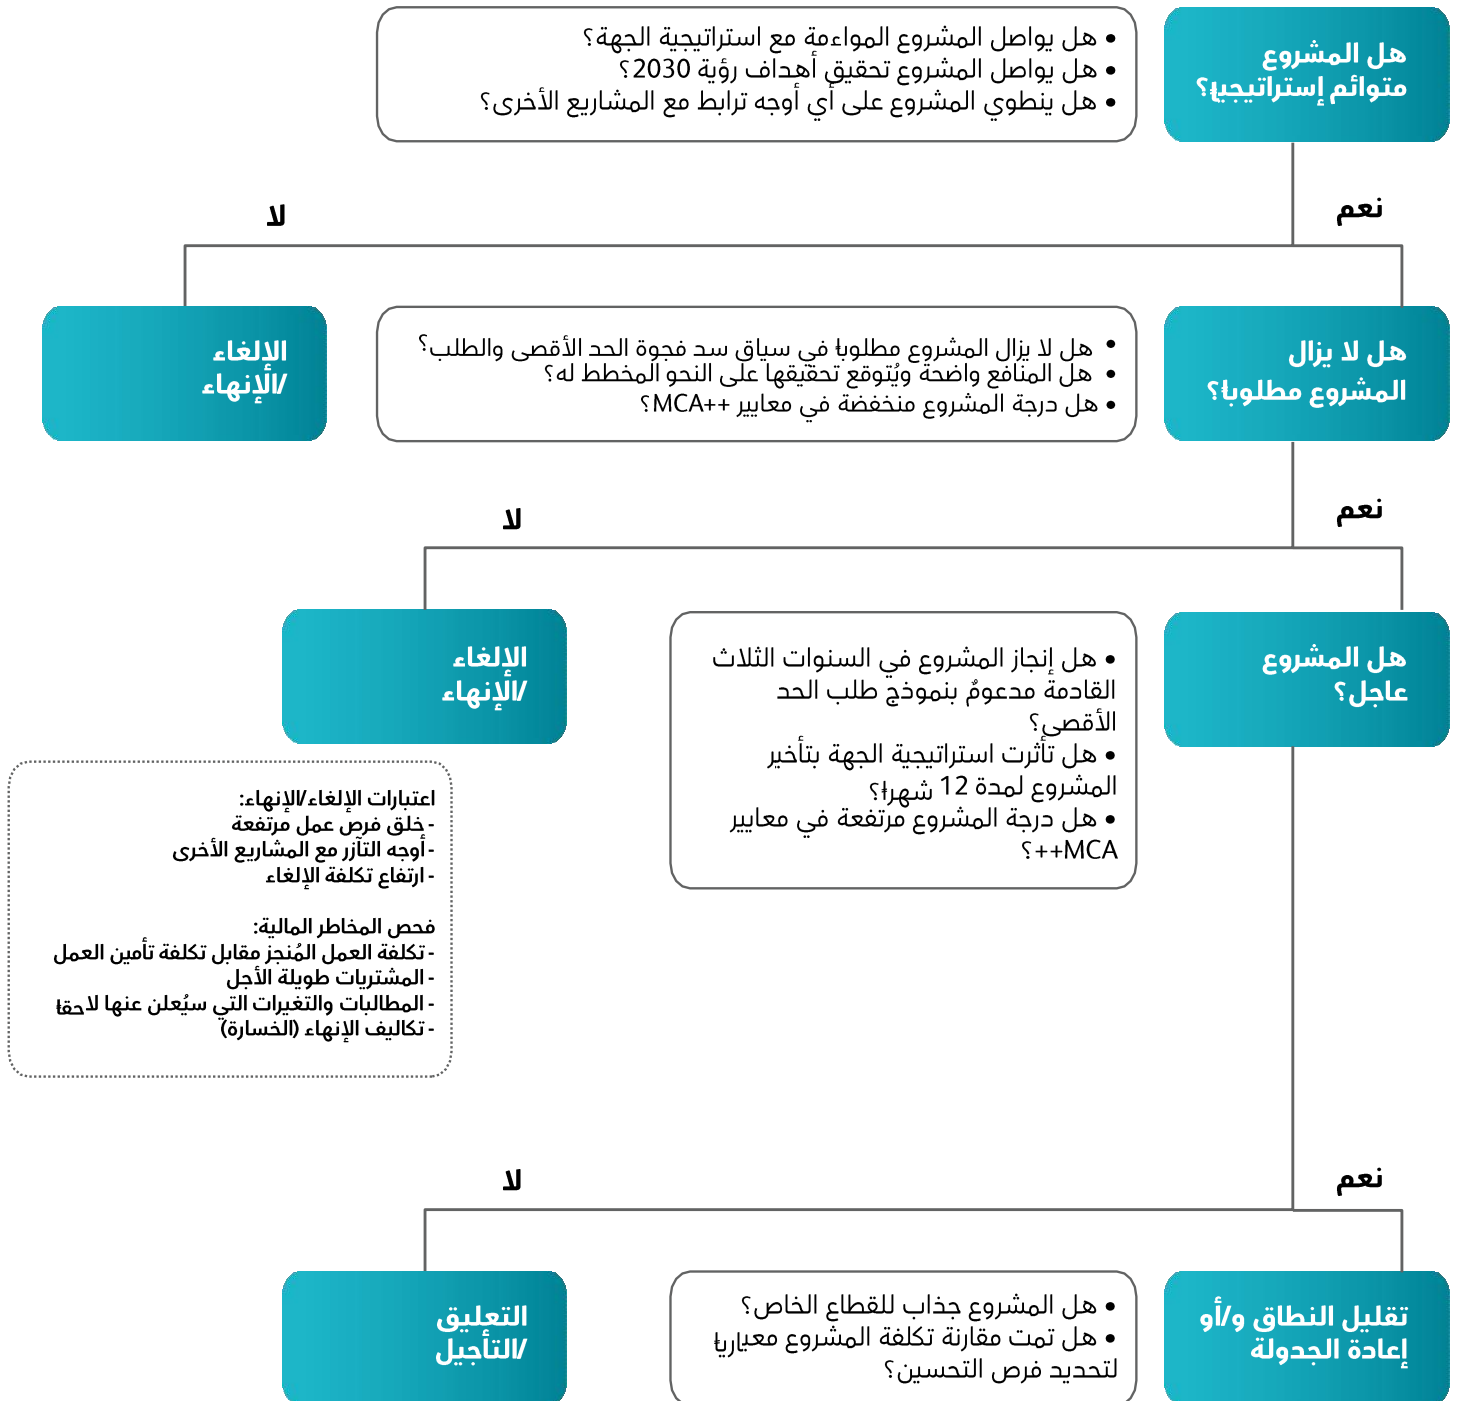 هل المشروع
متوائم إستراتيجياً؟
• هل يواصل المشروع المواءمة مع استراتيجية الجهة؟
• هل يواصل المشروع تحقيق أهداف رؤية 2030؟
• هل ينطوي المشروع على أي أوجه ترابط مع المشاريع الأخرى؟
نعم
لا
هل لا يزال
المشروع مطلوباً؟
• هل لا يزال المشروع مطلوباً في سياق سد فجوة الحد الأقصى والطلب؟
• هل المنافع واضحة ويُتوقع تحقيقها على النحو المخطط له؟
• هل درجة المشروع منخفضة في معايير MCA++؟
الإلغاء
/الإنهاء
نعم
لا
هل المشروع
عاجل؟
• هل إنجاز المشروع في السنوات الثلاث
القادمة مدعومٌ بنموذج طلب الحد
الأقصى؟
• هل تأثرت استراتيجية الجهة بتأخير
المشروع لمدة 12 شهراً؟
• هل درجة المشروع مرتفعة في معايير
MCA++؟
الإلغاء
/الإنهاء
اعتبارات الإلغاء/الإنهاء:
- خلق فرص عمل مرتفعة
- أوجه التآزر مع المشاريع الأخرى
- ارتفاع تكلفة الإلغاء
فحص المخاطر المالية:
- تكلفة العمل المُنجز مقابل تكلفة تأمين العمل
- المشتريات طويلة الأجل
- المطالبات والتغيرات التي سيُعلن عنها لاحقاً
- تكاليف الإنهاء (الخسارة)
نعم
لا
تقليل النطاق و/أو
إعادة الجدولة
• هل المشروع جذاب للقطاع الخاص؟
• هل تمت مقارنة تكلفة المشروع معيارياً
لتحديد فرص التحسين؟
التعليق
/التأجيل